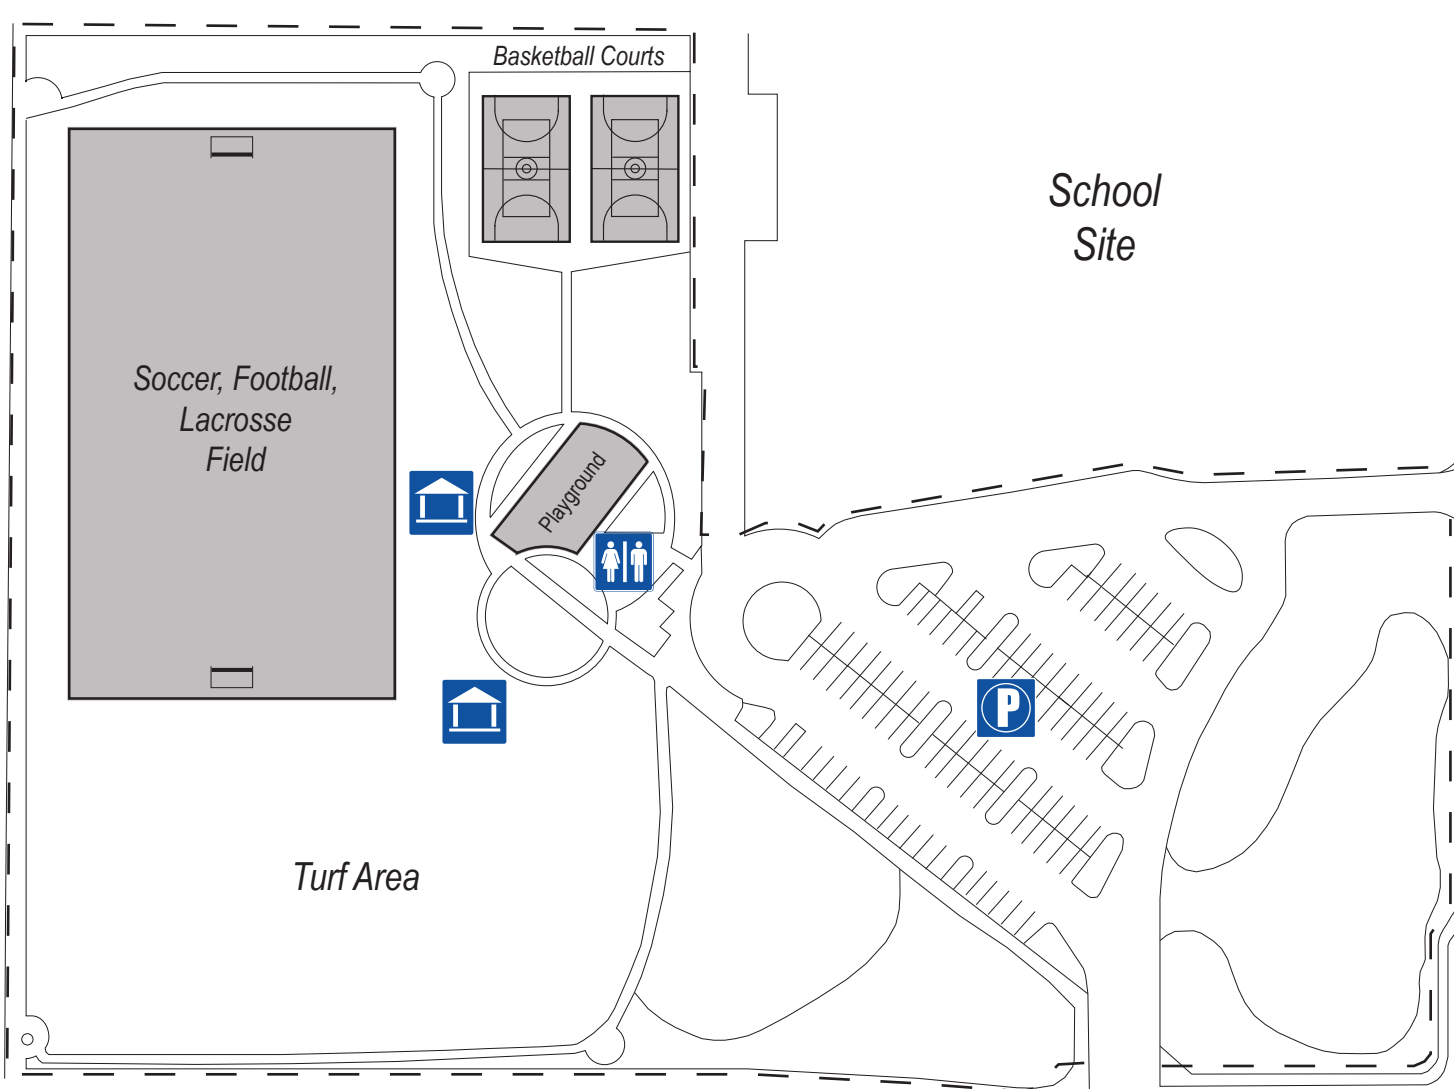 Basketball Courts
School
Site
Soccer, Football,
Lacrosse
Field
Playground
P
Turf Area